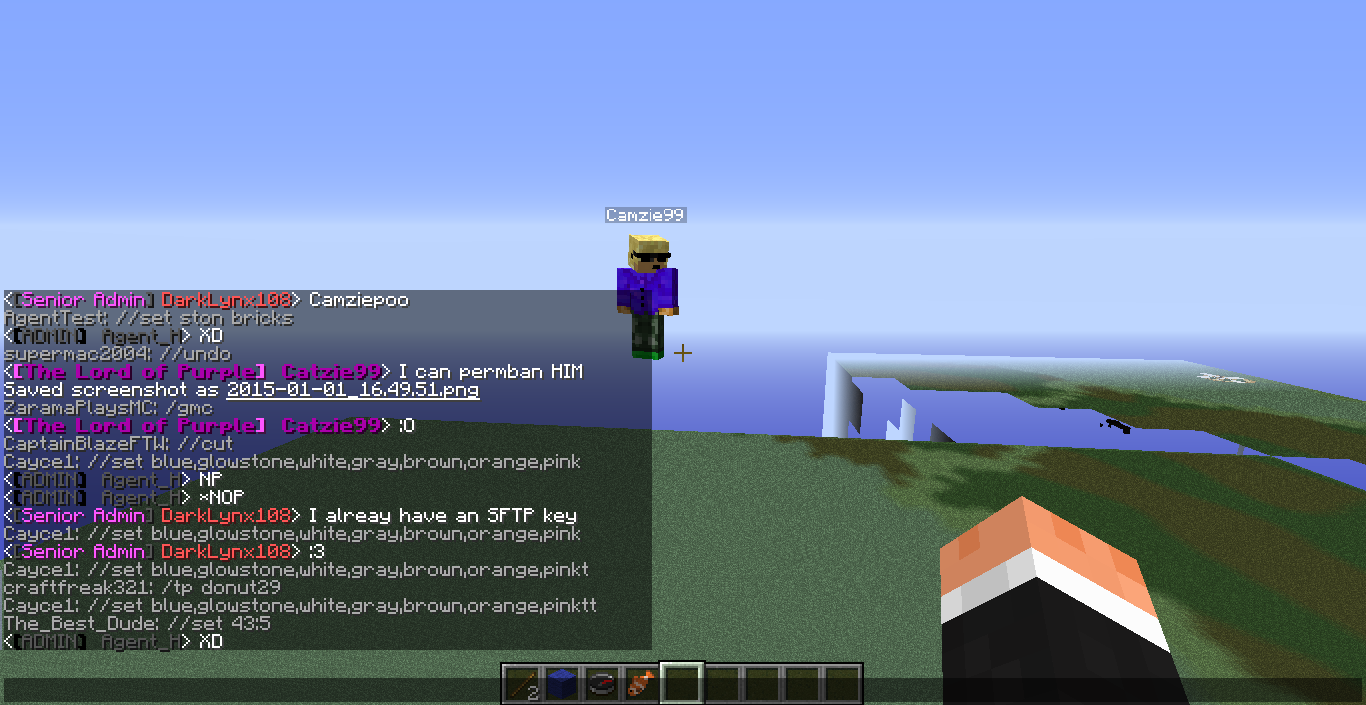 Camzie99
<[Senior Admin] DarkLynx108> Camziepoo
AgentTest: //set ston bricks
<[ADMIN] Agent_H> XD
supermac2004: //undo
<[The Lord of Purple] Catzie99> I can permban HIM
Saved screenshot as 2015-01-01_16.49.51.png
ZaramaPlaysMC: /gmc
<[The Lord of Purple] Catzie99> :O
CaptainBlazeFTW: //cut
Cayce1: //set blue,glowstone,white,gray,brown,orange,pink
<[ADMIN] Agent_H> NP
<[ADMIN] Agent_H> *NOP
<[Senior Admin] DarkLynx108> I alreay have an SFTP key
Cayce1: //set blue,glowstone,white,gray,brown,orange,pink
<[Senior Admin] DarkLynx108> :3
Cayce1: //set blue,glowstone,white,gray,brown,orange,pinkt
craftfreak321: /tp donut29
Cayce1: //set blue,glowstone,white,gray,brown,orange,pinktt
The_Best_Dude: //set 43:5
<[ADMIN] Agent_H> XD
2